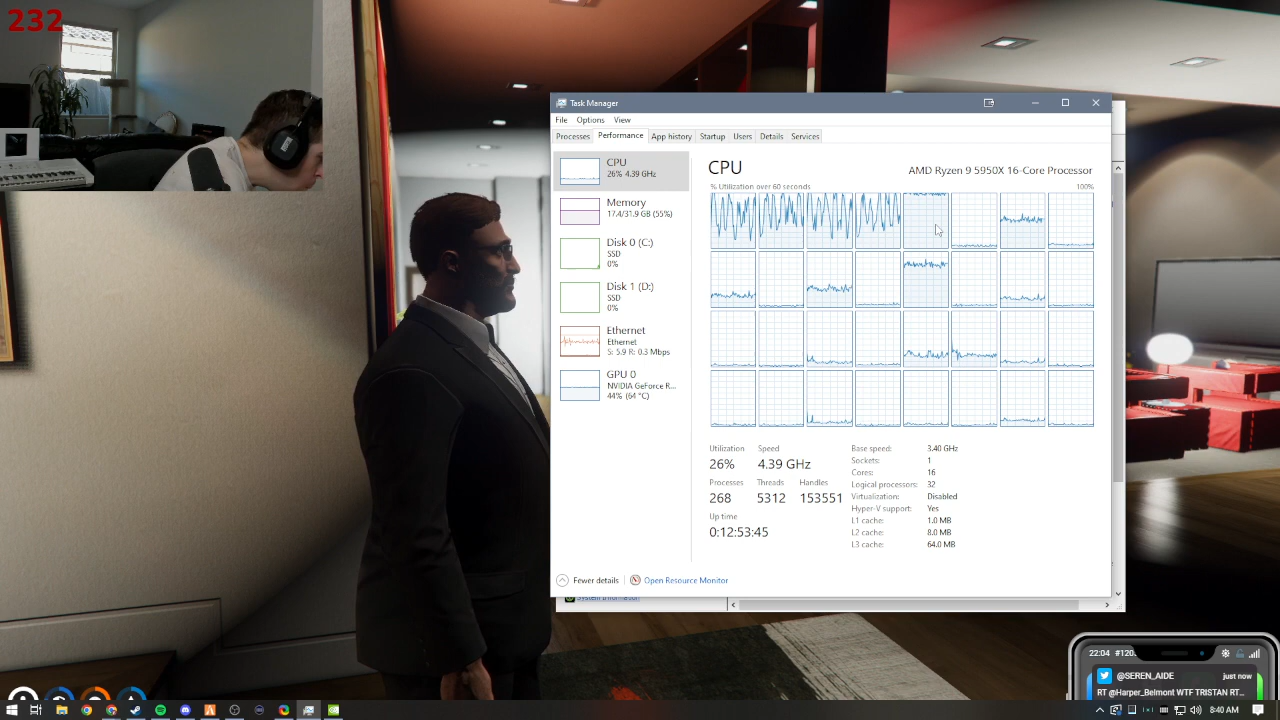 232
Task Manager
File Options View
Processes Performance App history Startup Users Details Services
CPU
26% 4.39 GHz
Memory
17.4/31.9 GB (55%)
Disk 0 (C:)
SSD
0%
Disk 1 (D:)
SSD
0%
Ethernet
Ethernet
S: 5.9 R: 0.3 Mbps
GPU 0
NVIDIA GeForce R...
44% (64 °C)
CPU AMD Ryzen 9 5950X 16-Core Processor
% Utilization over 60 seconds 100%
Utilization Speed
26% 4.39 GHz
Processes Threads Handles
268 5312 153551
Up time
0:12:53:45
Base speed: 3.40 GHz
Sockets: 1
Cores: 16
Logical processors: 32
Virtualization: Disabled
Hyper-V support: Yes
L1 cache: 1.0 MB
L2 cache: 8.0 MB
L3 cache: 64.0 MB
Fewer details Open Resource Monitor
System Information
22:04 #120.
@SEREN_AIDE just now
RT @Harper_Belmont WTF TRISTAN RT...
8:40 AM